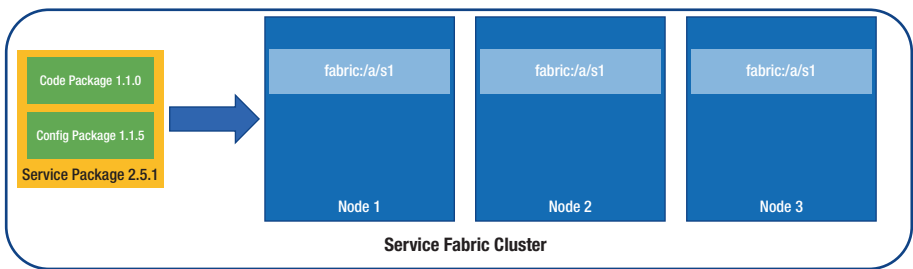 Code Package 1.1.0
Config Package 1.1.5
Service Package 2.5.1
fabric:/a/s1
Node 1
fabric:/a/s1
Node 2
fabric:/a/s1
Node 3
Service Fabric Cluster